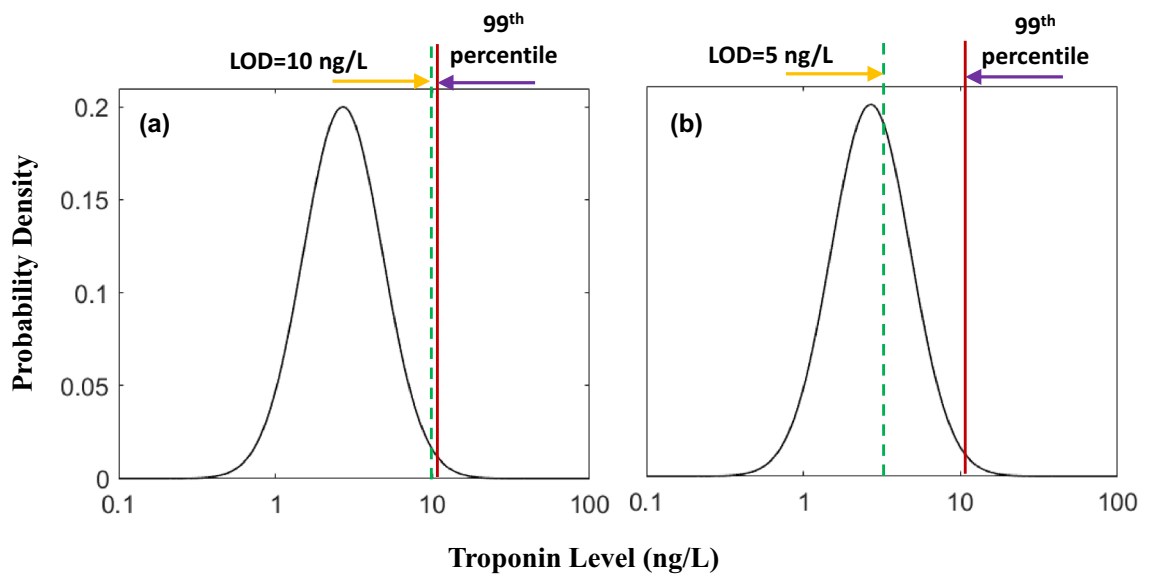 LOD=10 ng/L
99th
percentile
LOD=5 ng/L
99th
percentile
(a)
(b)
Probability Density
0.2
0.15
0.1
0.05
0
0.1
1
10
100
0.1
1
10
100
Troponin Level (ng/L)